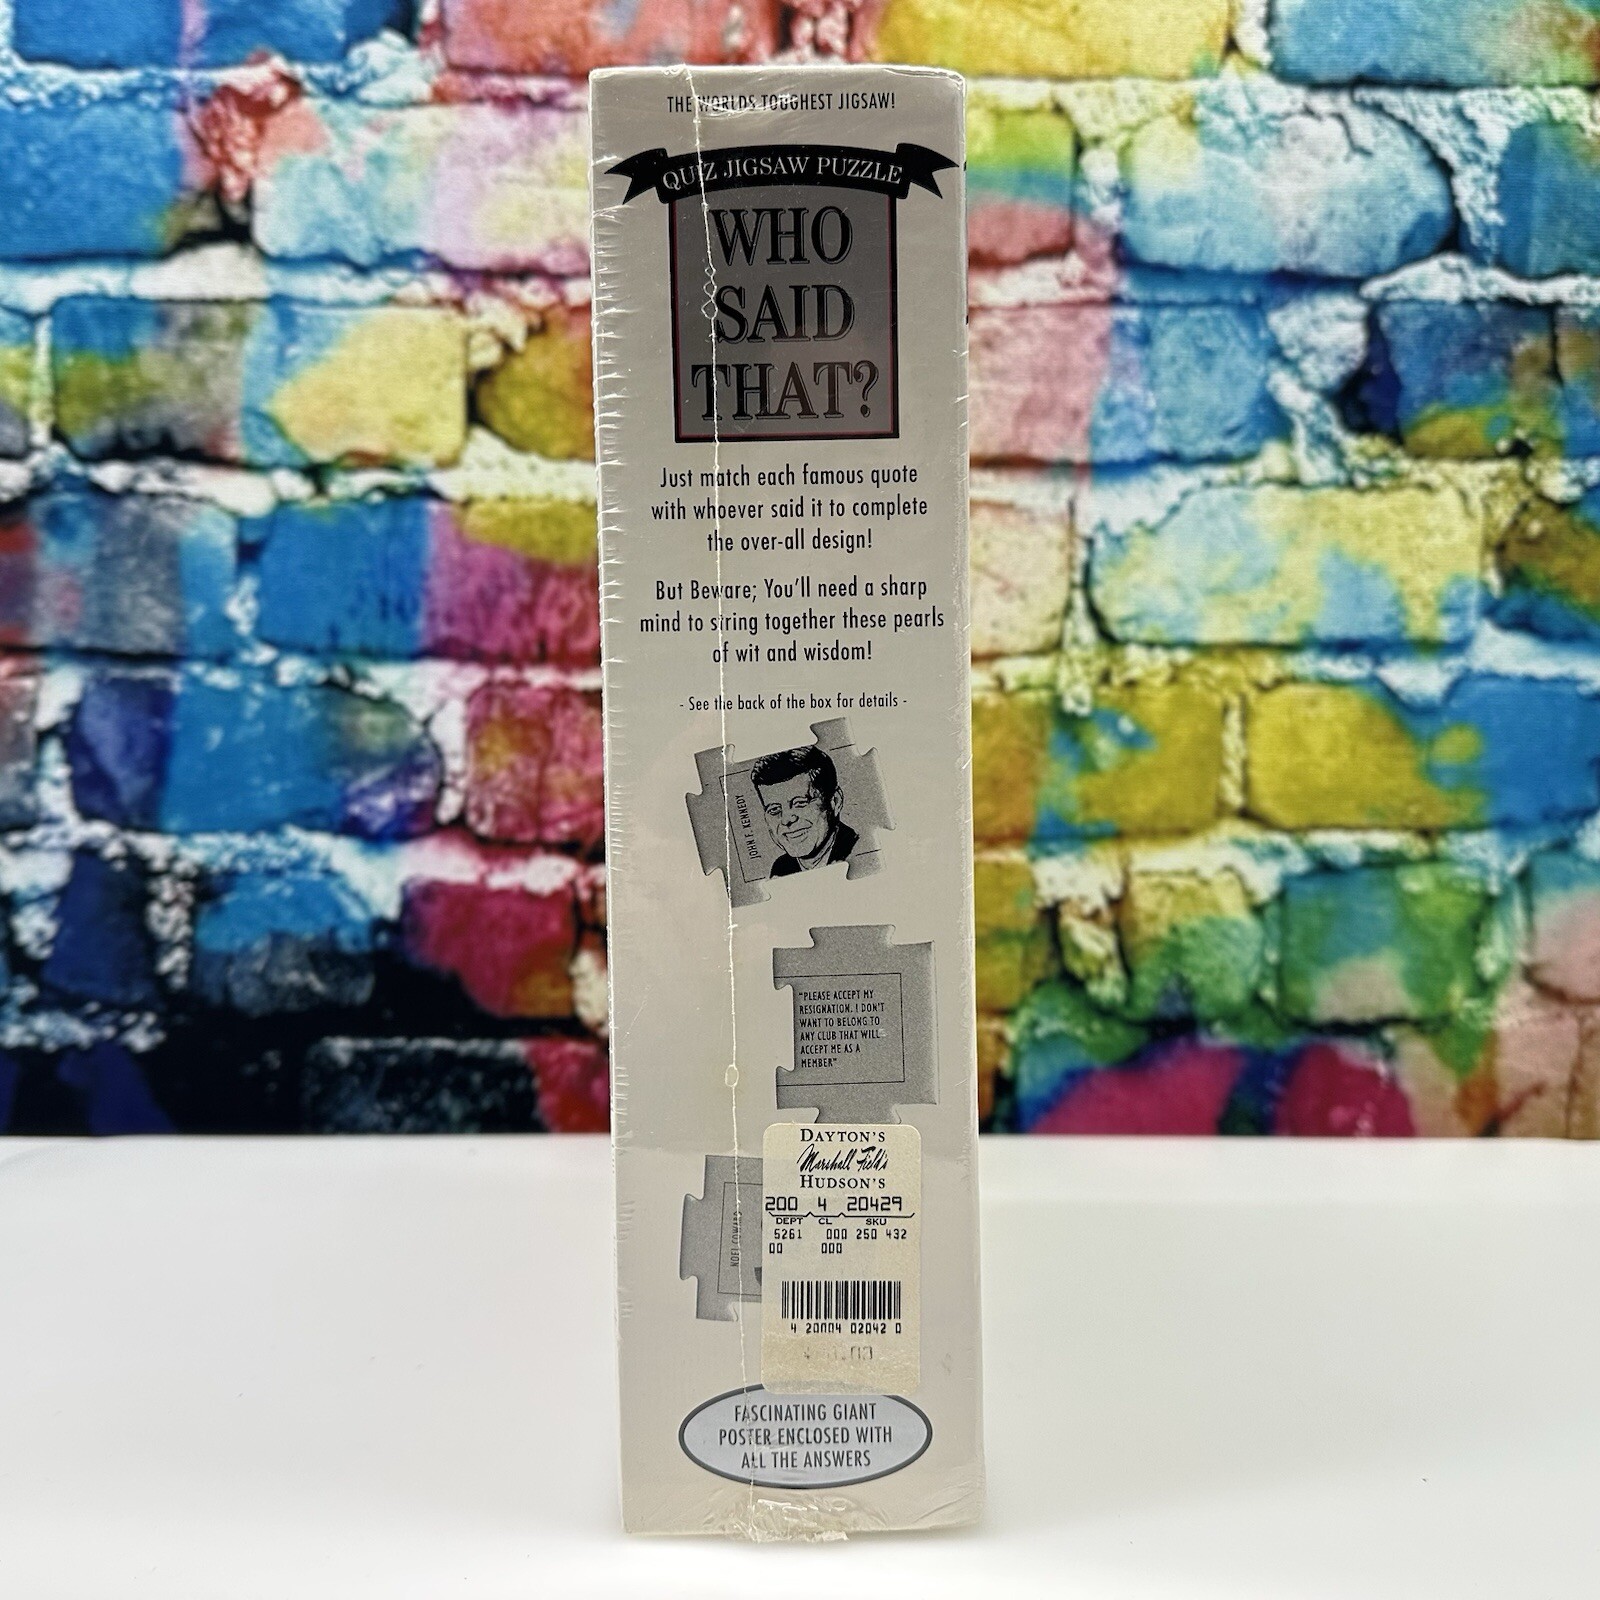 THE WORLDS TOUGHEST JIGSAW!
QUIZ JIGSAW PUZZLE
WHO
SAID
THAT?
Just match each famous quote
with whoever said it to complete
the over-all design!
But Beware; You'll need a sharp
mind to string together these pearls
of wit and wisdom!
- See the back of the box for details -
JOHN F. KENNEDY
"PLEASE ACCEPT MY
RESIGNATION. I DON'T
WANT TO BELONG TO
ANY CLUB THAT WILL
ACCEPT ME AS A
MEMBER"
DAYTON'S
Marshall Field's
HUDSON'S
200 4 20429
DEPT CL SKU
5261 000 250 432
00 000
4 20004 02042 0
NOEL COWARD
FASCINATING GIANT
POSTER ENCLOSED WITH
ALL THE ANSWERS